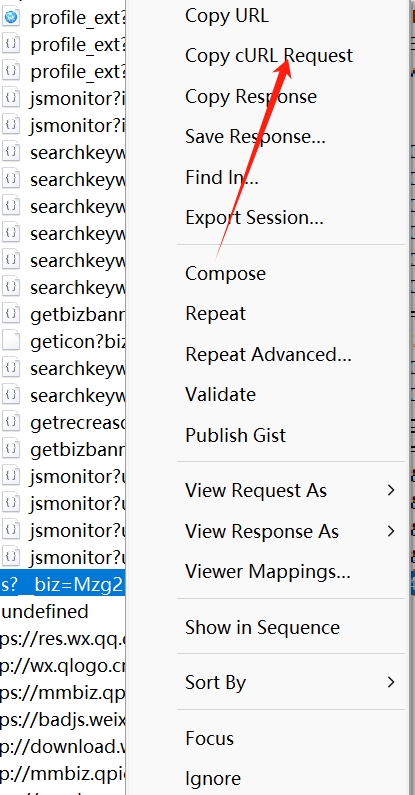 profile_ext?
profile_ext?
profile_ext?
jsmonitor?i
jsmonitor?i
searchkeyw
searchkeyw
searchkeyw
searchkeyw
searchkeyw
searchkeyw
getbizbann
geticon?biz
searchkeyw
searchkeyw
getrecreasc
getbizbann
jsmonitor?u
jsmonitor?u
jsmonitor?u
jsmonitor?u
s?__biz=Mzg2
undefined
ps://res.wx.qq.c
p://wx.qlogo.cn
ps://mmbiz.qp
ps://badjs.weix
p://download.w
p://mmbiz.qpic
Copy URL
Copy cURL Request
Copy Response
Save Response...
Find In...
Export Session...
Compose
Repeat
Repeat Advanced...
Validate
Publish Gist
View Request As
View Response As
Viewer Mappings...
Show in Sequence
Sort By
Focus
Ignore